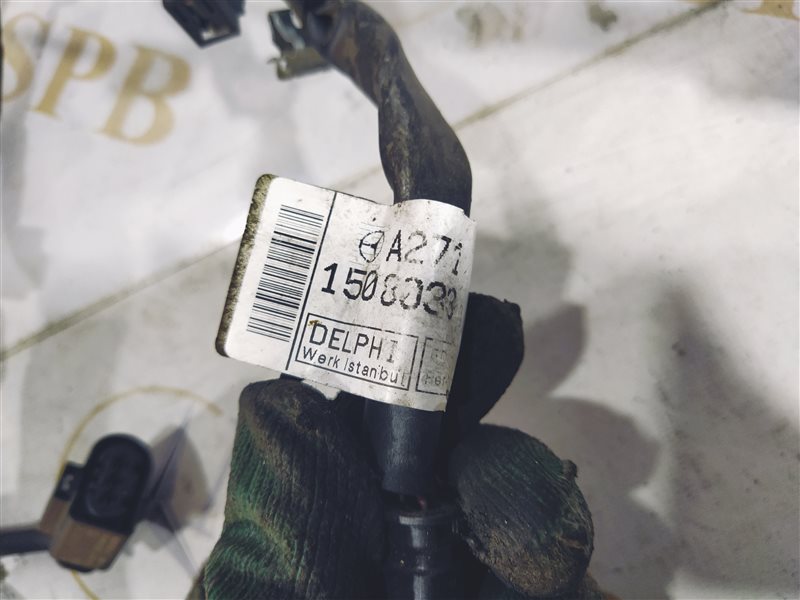 SPB
A271
1508033
DELPHI
Werk Istanbul